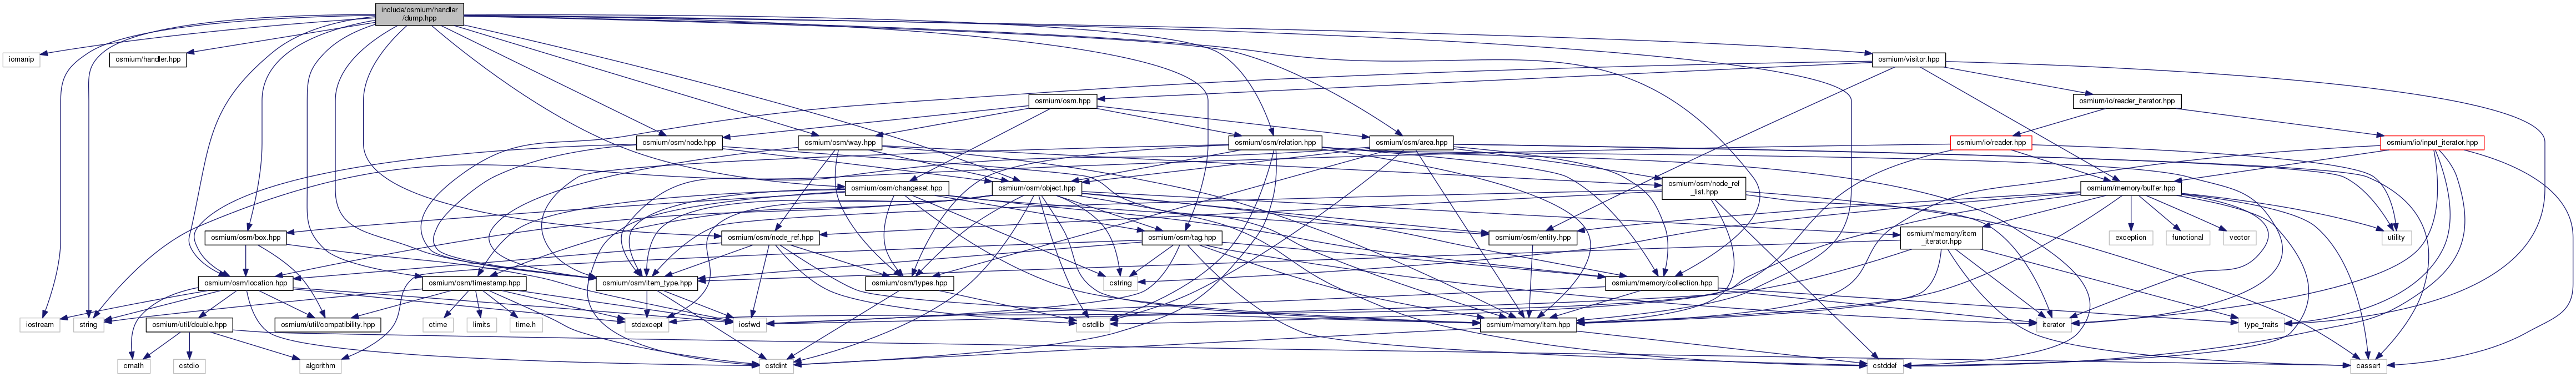 include/osmium/handler
/dump.hpp
iomanip
osmium/handler.hpp
osmium/visitor.hpp
osmium/osm.hpp
osmium/io/reader_iterator.hpp
osmium/osm/node.hpp
osmium/osm/way.hpp
osmium/osm/relation.hpp
osmium/osm/area.hpp
osmium/io/reader.hpp
osmium/io/input_iterator.hpp
osmium/osm/changeset.hpp
osmium/osm/object.hpp
osmium/osm/node_ref
_list.hpp
osmium/memory/buffer.hpp
osmium/osm/box.hpp
osmium/osm/node_ref.hpp
osmium/osm/tag.hpp
osmium/osm/entity.hpp
osmium/memory/item
_iterator.hpp
exception
functional
vector
utility
osmium/osm/location.hpp
osmium/osm/timestamp.hpp
osmium/osm/item_type.hpp
osmium/osm/types.hpp
cstring
osmium/memory/collection.hpp
iostream
string
osmium/util/double.hpp
osmium/util/compatibility.hpp
ctime
limits
time.h
stdexcept
iosfwd
cstdlib
osmium/memory/item.hpp
iterator
type_traits
cmath
cstdio
algorithm
cstdint
cstddef
cassert